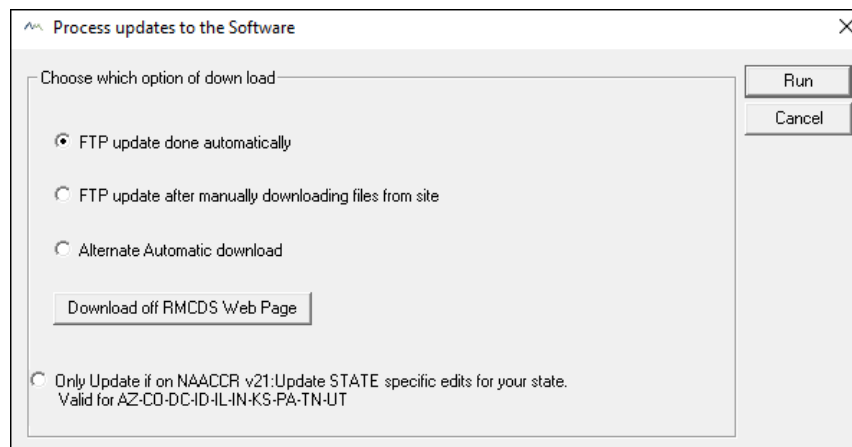 Process updates to the Software
Choose which option of down load
Run
Cancel
FTP update done automatically
FTP update after manually downloading files from site
Alternate Automatic download
Download off RMCDS Web Page
Only Update if on NAACCR v21:Update STATE specific edits for your state.
Valid for AZ-CO-DC-ID-IL-IN-KS-PA-TN-UT